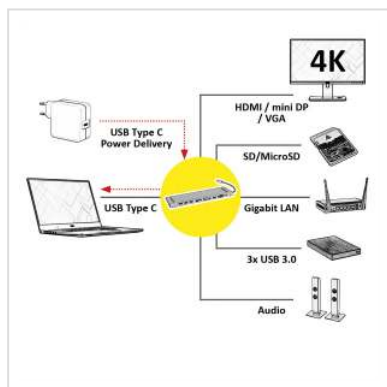 4K
HDMI / mini DP
/ VGA
USB Type C
Power Delivery
SD/MicroSD
USB Type C
Gigabit LAN
3x USB 3.0
Audio